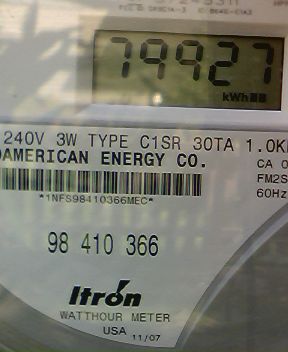 79927
kWh
240V 3W TYPE C1SR 30TA 1.0K
AMERICAN ENERGY CO.
CA 0
FM2S
60Hz
*1NFS98410366MEC*
98 410 366
Itron
WATTHOUR METER
USA 11/07